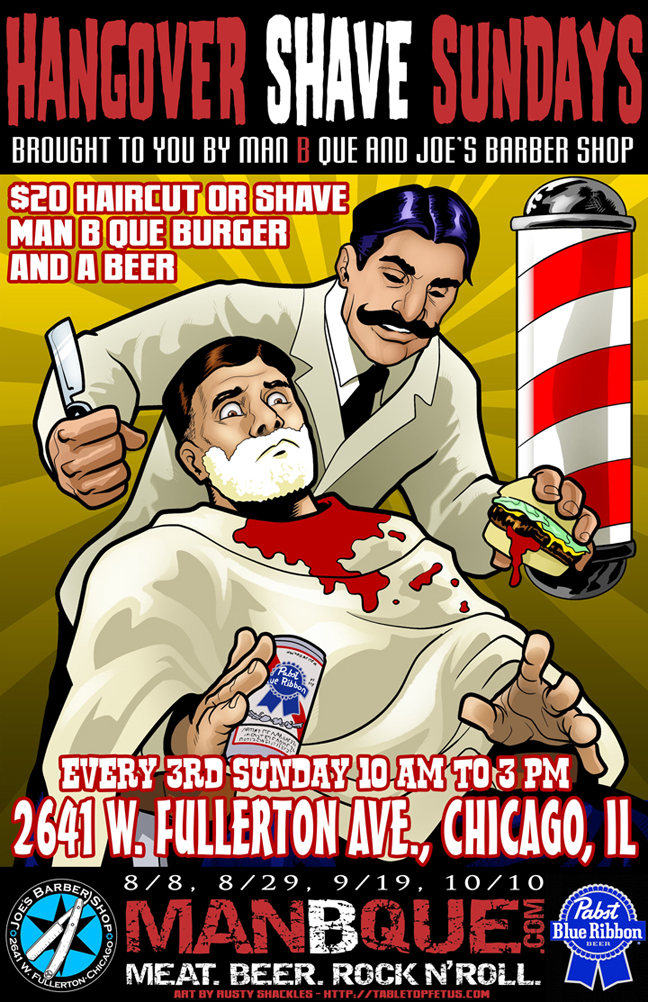 HANGOVER SHAVE SUNDAYS
BROUGHT TO YOU BY MAN B QUE AND JOE'S BARBER SHOP
$20 HAIRCUT OR SHAVE
MAN B QUE BURGER
AND A BEER
Pabst
ue Ribbon
EVERY 3RD SUNDAY 10 AM TO 3 PM
2641 W. FULLERTON AVE., CHICAGO, IL
8/8, 8/29, 9/19, 10/10
JOE'S BARBER SHOP
2641 W. FULLERTON-CHICAGO
MANBQUE.COM
MEAT. BEER. ROCK N'ROLL.
Pabst
Blue Ribbon
BEER
ART BY RUSTY SHACKLES - HTTP://TABLETOPFETUS.COM